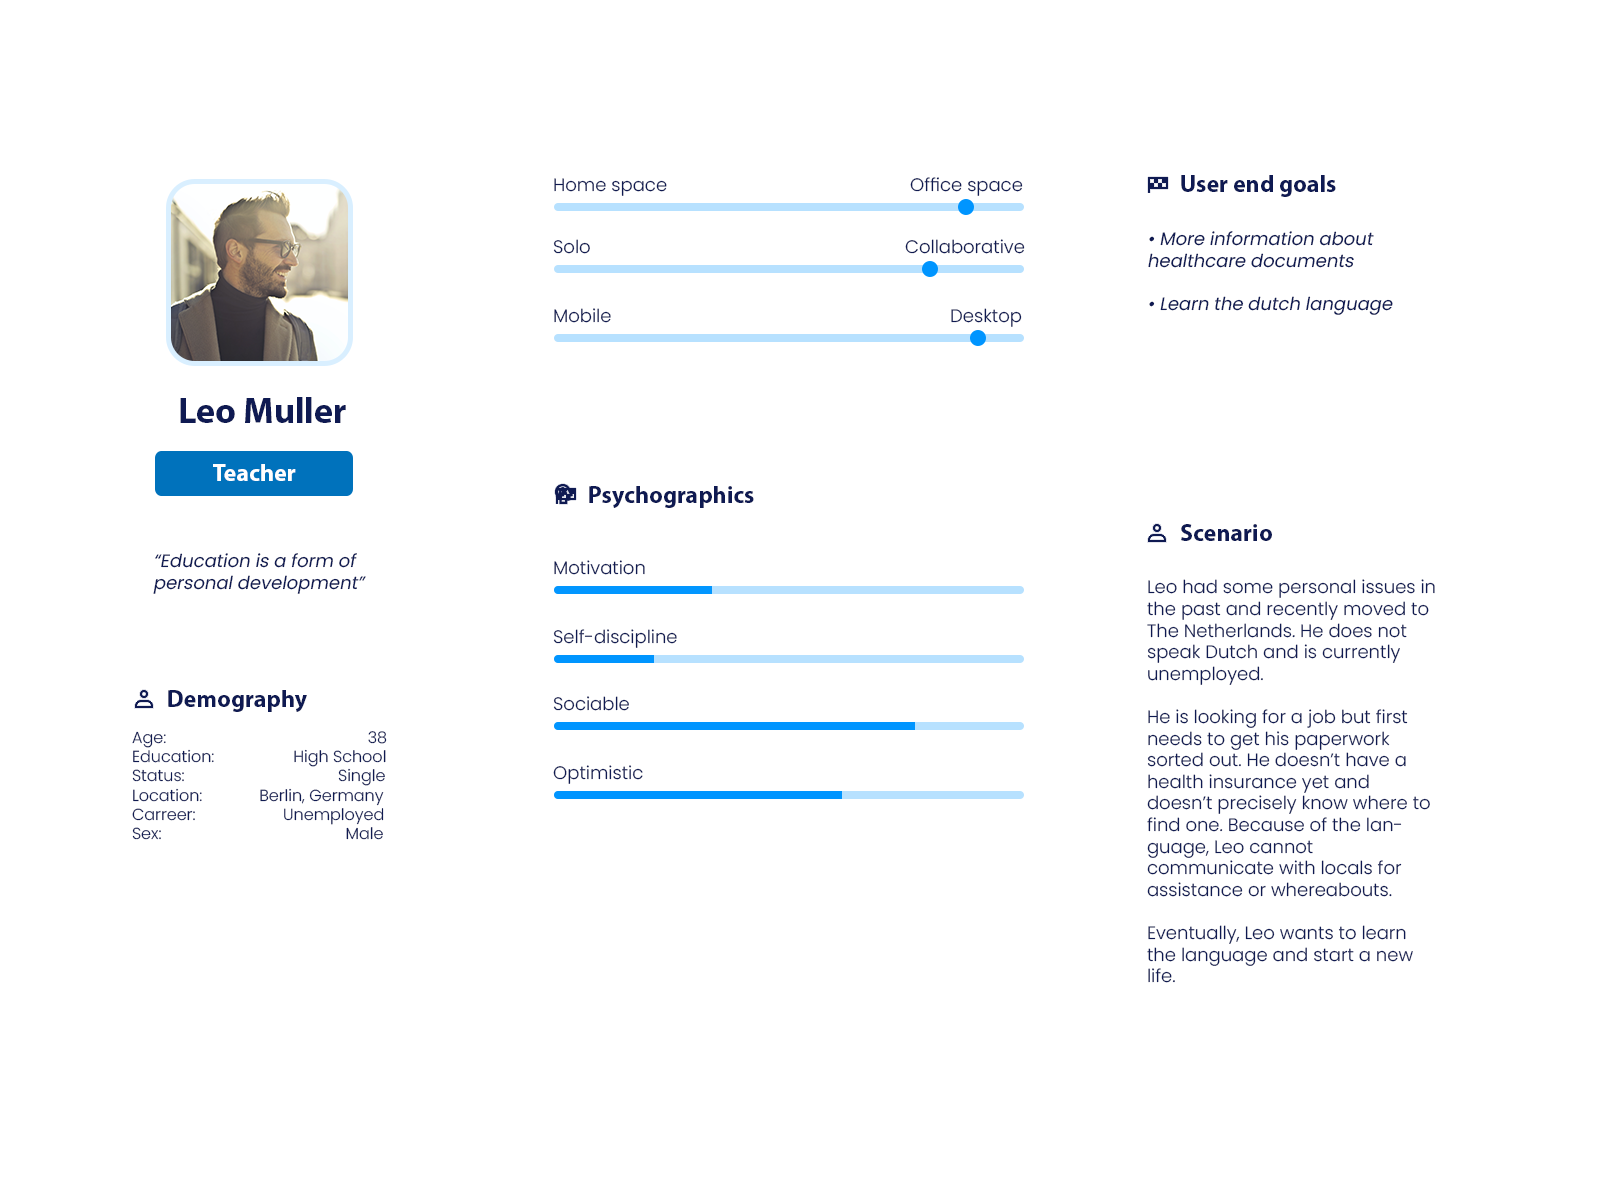 Leo Muller
Teacher
“Education is a form of
personal development”
Demography
Age: 38
Education: High School
Status: Single
Location: Berlin, Germany
Carreer: Unemployed
Sex: Male
Home space Office space
Solo Collaborative
Mobile Desktop
Psychographics
Motivation
Self-discipline
Sociable
Optimistic
User end goals
• More information about
healthcare documents
• Learn the dutch language
Scenario
Leo had some personal issues in
the past and recently moved to
The Netherlands. He does not
speak Dutch and is currently
unemployed.
He is looking for a job but first
needs to get his paperwork
sorted out. He doesn’t have a
health insurance yet and
doesn’t precisely know where to
find one. Because of the lan-
guage, Leo cannot
communicate with locals for
assistance or whereabouts.
Eventually, Leo wants to learn
the language and start a new
life.